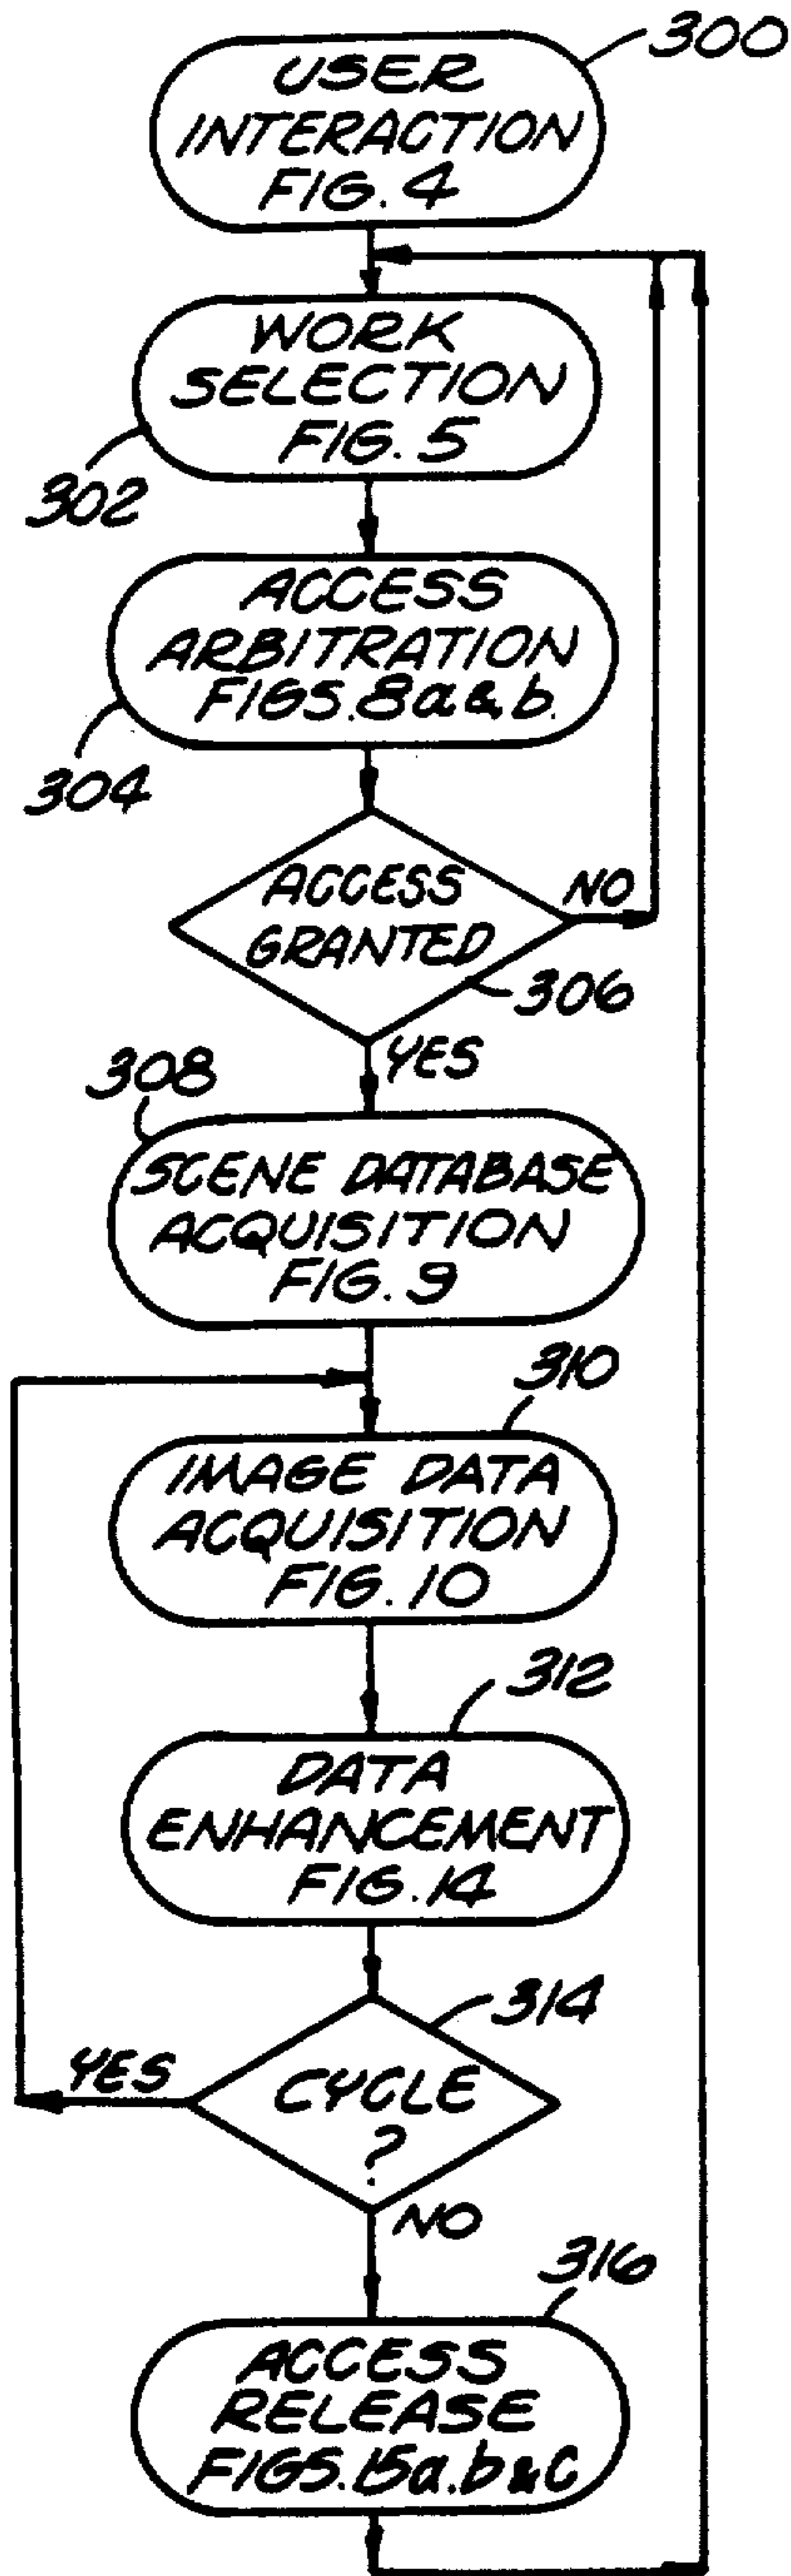 300
USER
INTERACTION
FIG. 4
WORK
SELECTION
FIG. 5
302
ACCESS
ARBITRATION
FIGS. 8a & b.
304
ACCESS
GRANTED
NO
306
YES
308
SCENE DATABASE
ACQUISITION
FIG. 9
310
IMAGE DATA
ACQUISITION
FIG. 10
312
DATA
ENHANCEMENT
FIG. 14
314
YES
CYCLE
?
NO
316
ACCESS
RELEASE
FIGS. 15a. b & c